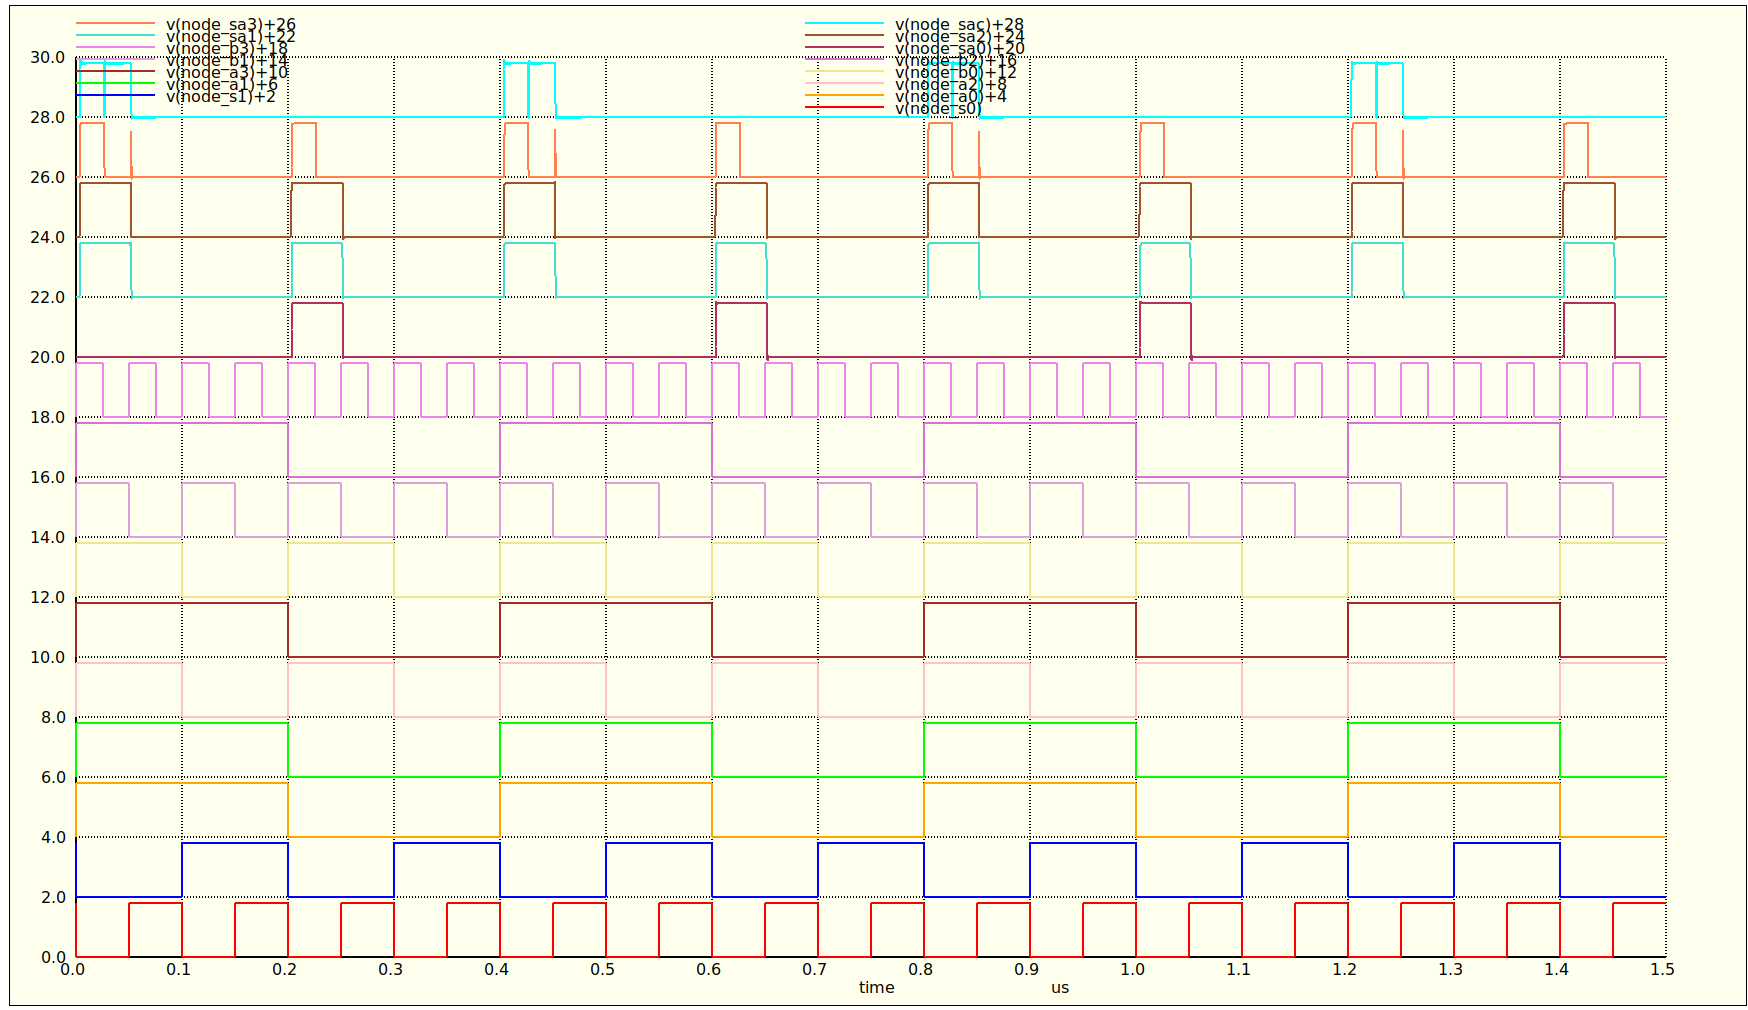 v(node_sa3)+26 v(node_sac)+28
v(node_sa1)+22 v(node_sa2)+24
v(node_b3)+18 v(node_sa0)+20
v(node_b1)+14 v(node_b2)+16
v(node_a3)+10 v(node_b0)+12
v(node_a1)+6 v(node_a2)+8
v(node_s1)+2 v(node_a0)+4
v(node_s0)
30.0
28.0
26.0
24.0
22.0
20.0
18.0
16.0
14.0
12.0
10.0
8.0
6.0
4.0
2.0
0.0
0.0 0.1 0.2 0.3 0.4 0.5 0.6 0.7 0.8 0.9 1.0 1.1 1.2 1.3 1.4 1.5
time us